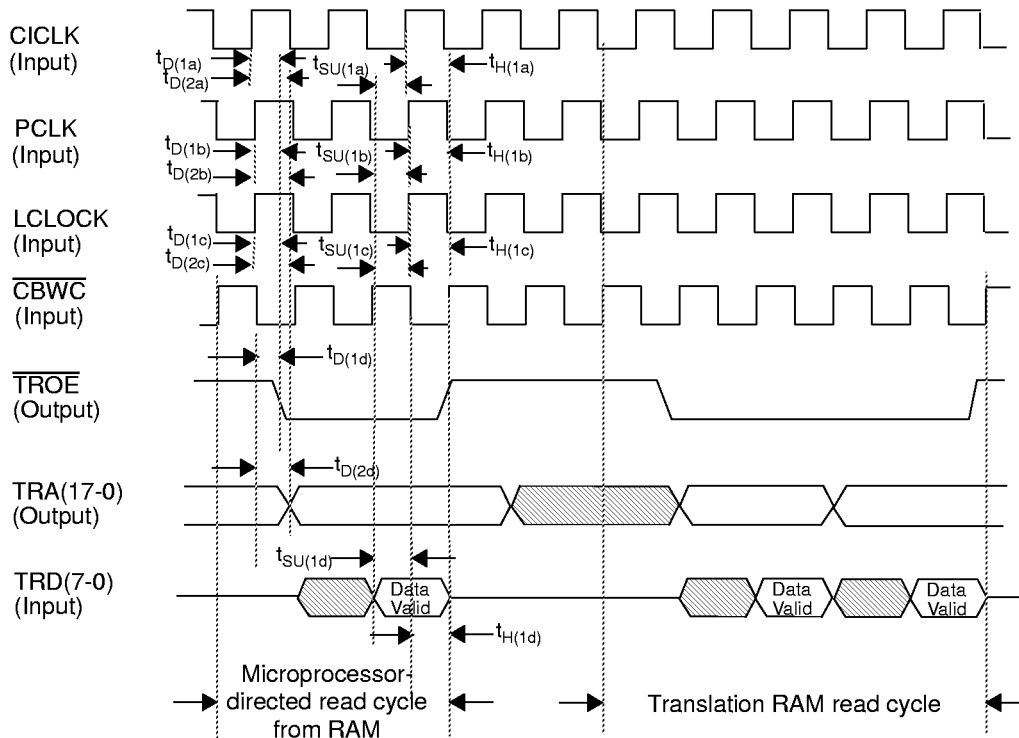 CICLK
(Input)
tD(1a)
tD(2a)
tSU(1a)
tH(1a)
PCLK
(Input)
tD(1b)
tD(2b)
tSU(1b)
tH(1b)
LCLOCK
(Input)
tD(1c)
tD(2c)
tSU(1c)
tH(1c)
CBWC
(Input)
tD(1d)
TROE
(Output)
tD(2d)
TRA(17-0)
(Output)
tSU(1d)
TRD(7-0)
(Input)
Data
Valid
Data
Valid
Data
Valid
tH(1d)
Microprocessor-
directed read cycle
from RAM
Translation RAM read cycle